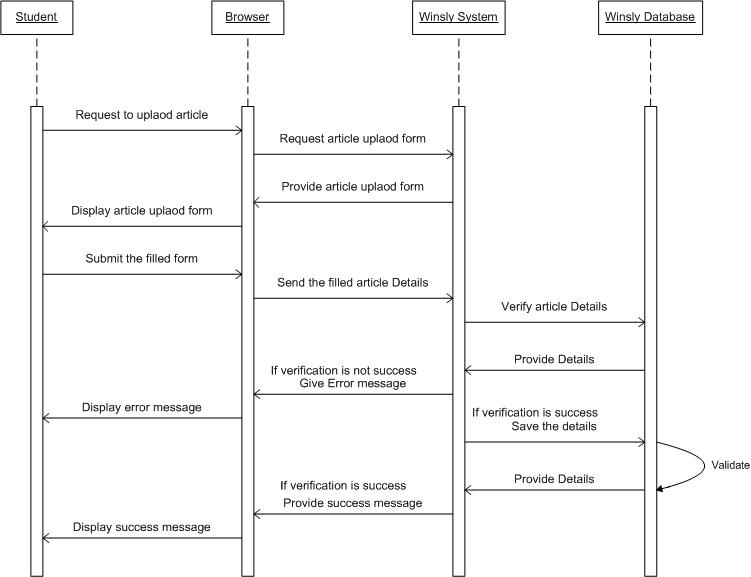 Student
Browser
Winsly System
Winsly Database
Request to uplaod article
Request article uplaod form
Provide article uplaod form
Display article uplaod form
Submit the filled form
Send the filled article Details
Verify article Details
Provide Details
If verification is not success
Give Error message
Display error message
If verification is success
Save the details
Validate
Provide Details
If verification is success
Provide success message
Display success message